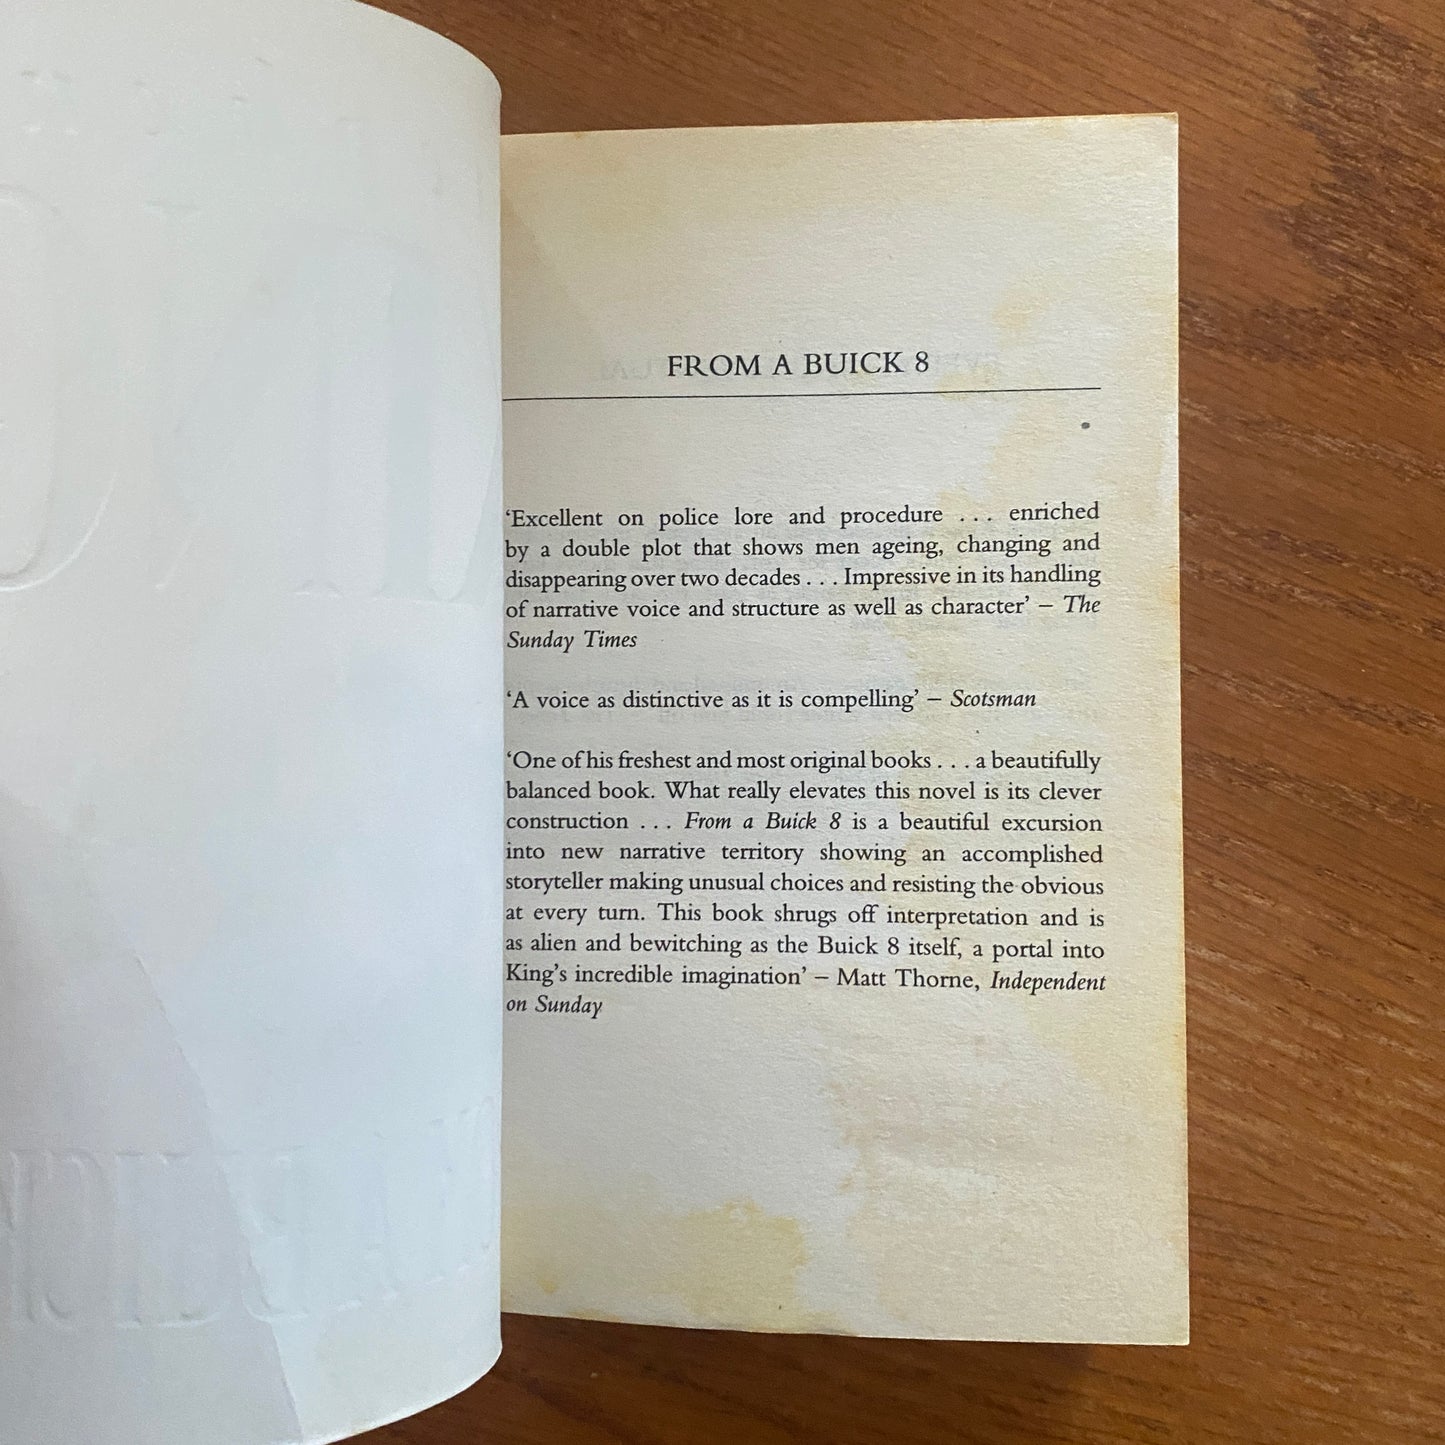 FROM A BUICK 8
‘Excellent on police lore and procedure . . . enriched
by a double plot that shows men ageing, changing and
disappearing over two decades . . . Impressive in its handling
of narrative voice and structure as well as character’ – The
Sunday Times
‘A voice as distinctive as it is compelling’ – Scotsman
‘One of his freshest and most original books . . . a beautifully
balanced book. What really elevates this novel is its clever
construction . . . From a Buick 8 is a beautiful excursion
into new narrative territory showing an accomplished
storyteller making unusual choices and resisting the obvious
at every turn. This book shrugs off interpretation and is
as alien and bewitching as the Buick 8 itself, a portal into
King’s incredible imagination’ – Matt Thorne, Independent
on Sunday